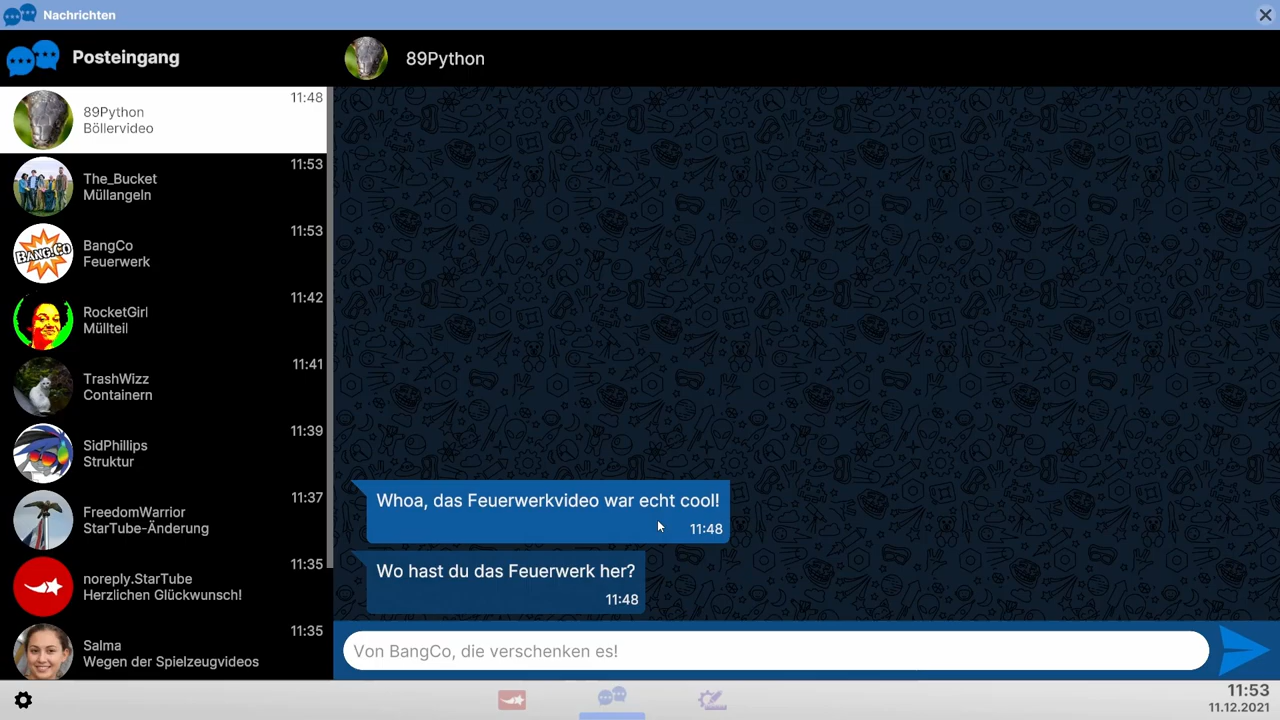 Nachrichten
Posteingang
89Python
11:48
89Python
Böllervideo
11:53
The_Bucket
Müllangeln
11:53
BANG.CO
BangCo
Feuerwerk
11:42
RocketGirl
Müllteil
11:41
TrashWizz
Containern
11:39
SidPhillips
Struktur
11:37
FreedomWarrior
StarTube-Änderung
11:35
noreply.StarTube
Herzlichen Glückwunsch!
11:35
Salma
Wegen der Spielzeugvideos
Whoa, das Feuerwerkvideo war echt cool!
11:48
Wo hast du das Feuerwerk her?
11:48
Von BangCo, die verschenken es!
11:53
11.12.2021